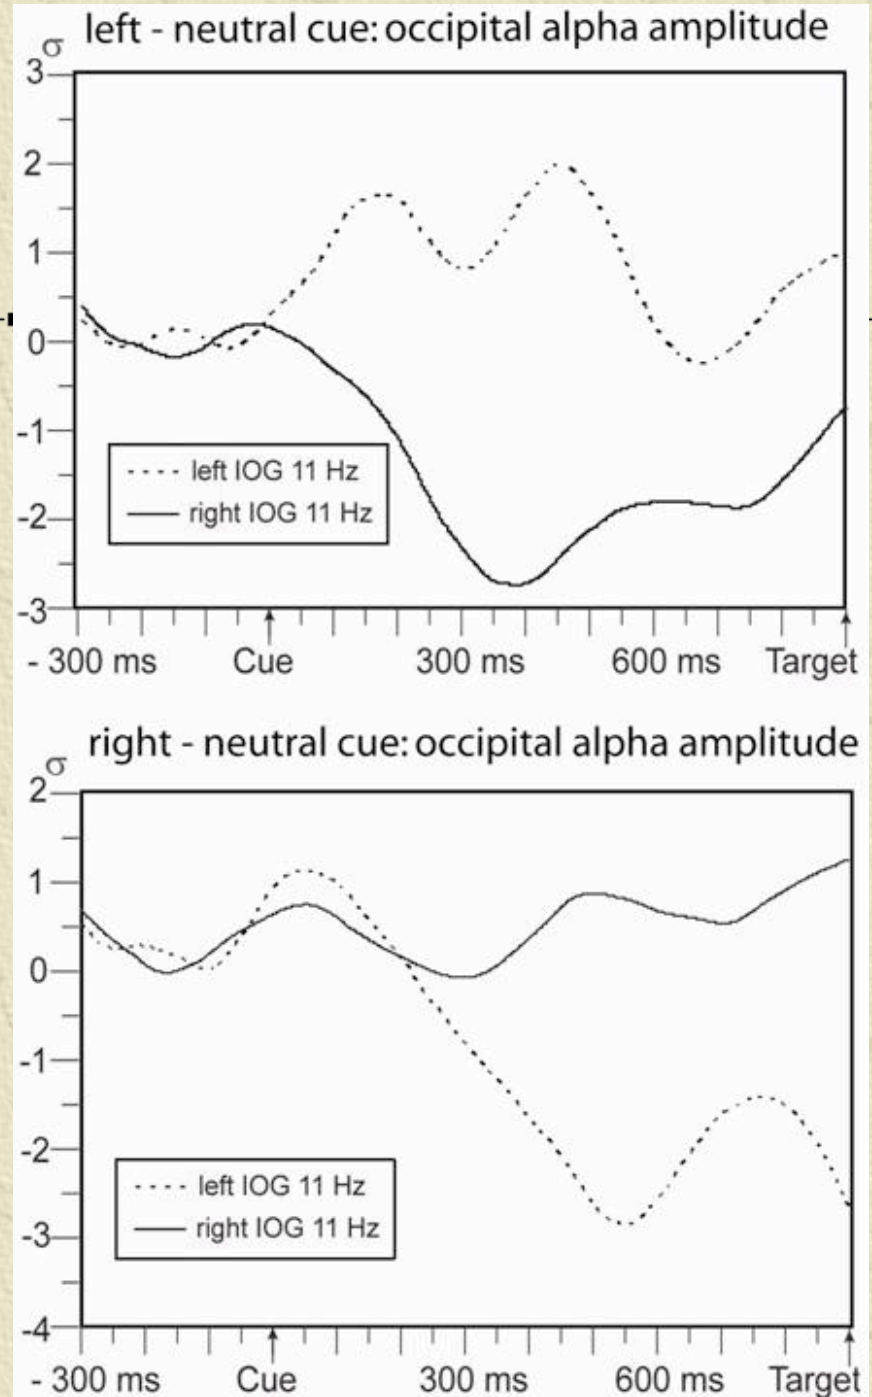 left - neutral cue: occipital alpha amplitude
σ
3
2
1
0
-1
-2
-3
left IOG 11 Hz
right IOG 11 Hz
- 300 ms Cue 300 ms 600 ms Target
right - neutral cue: occipital alpha amplitude
σ
2
1
0
-1
-2
-3
-4
left IOG 11 Hz
right IOG 11 Hz
- 300 ms Cue 300 ms 600 ms Target